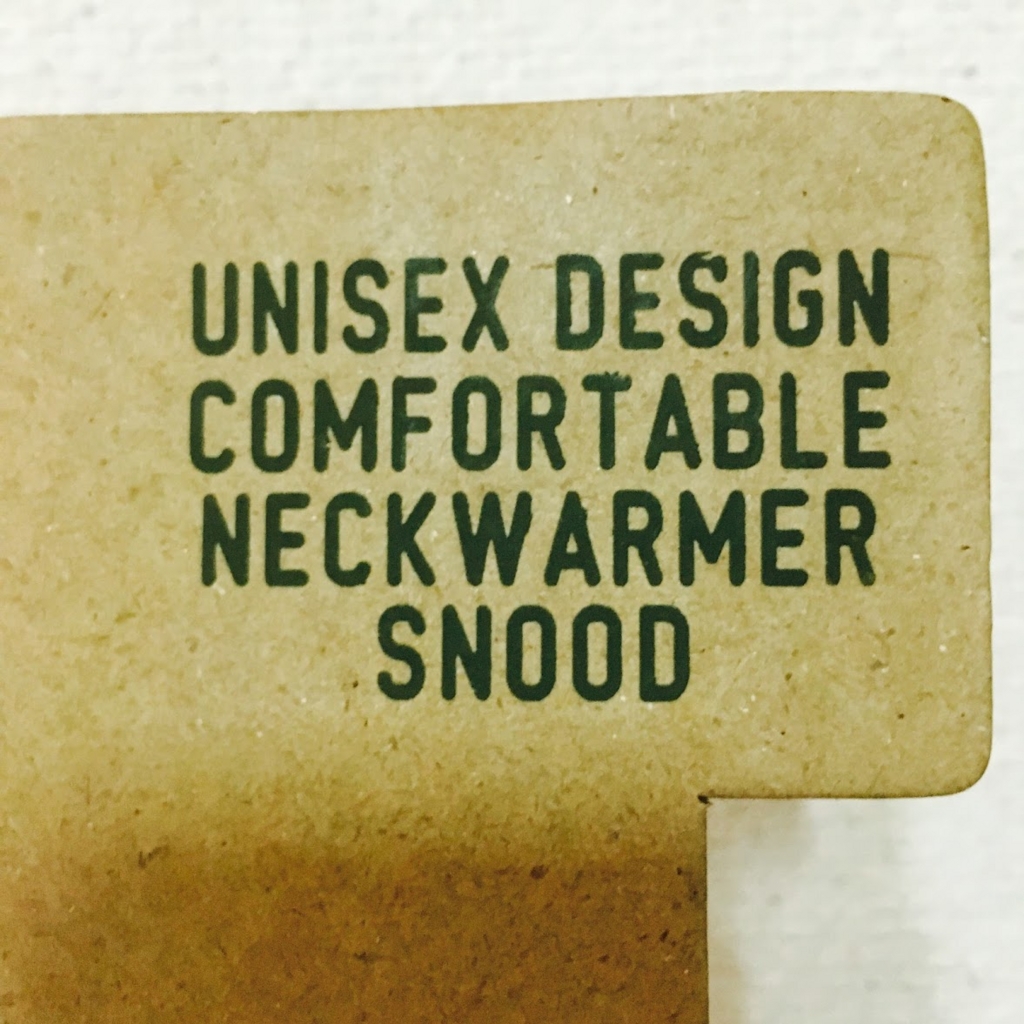 UNISEX DESIGN
COMFORTABLE
NECKWARMER
SNOOD